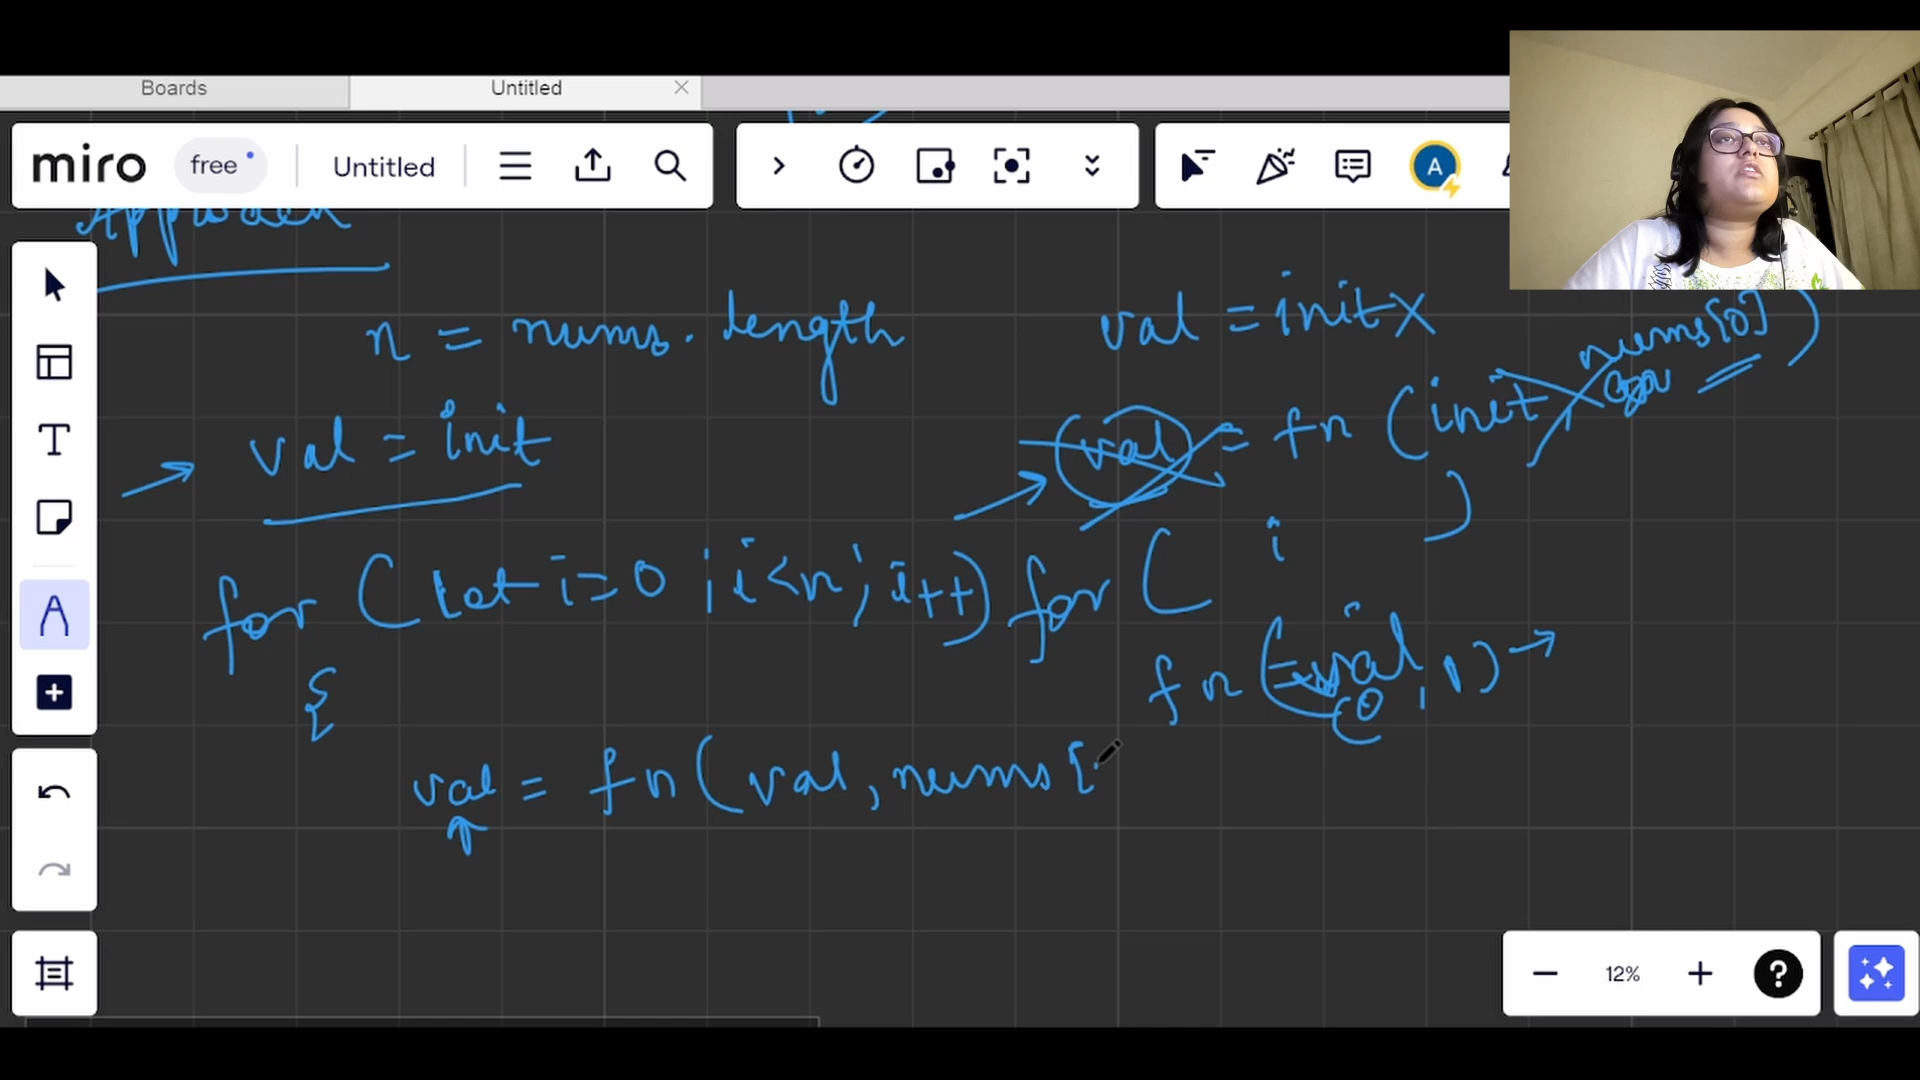 Boards
Untitled
miro
free
Untitled
A
Approach
n = nums.length
val = init
for (let i=0 ; i<n ; i++)
{
val = fn(val, nums[
val = init X
val = fn (init
nums[0])
)
for ( i
fn (val, 1) →
0
12%
?